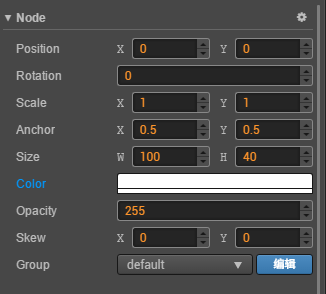 Node
Position X 0 Y 0
Rotation 0
Scale X 1 Y 1
Anchor X 0.5 Y 0.5
Size W 100 H 40
Color
Opacity 255
Skew X 0 Y 0
Group default 编辑